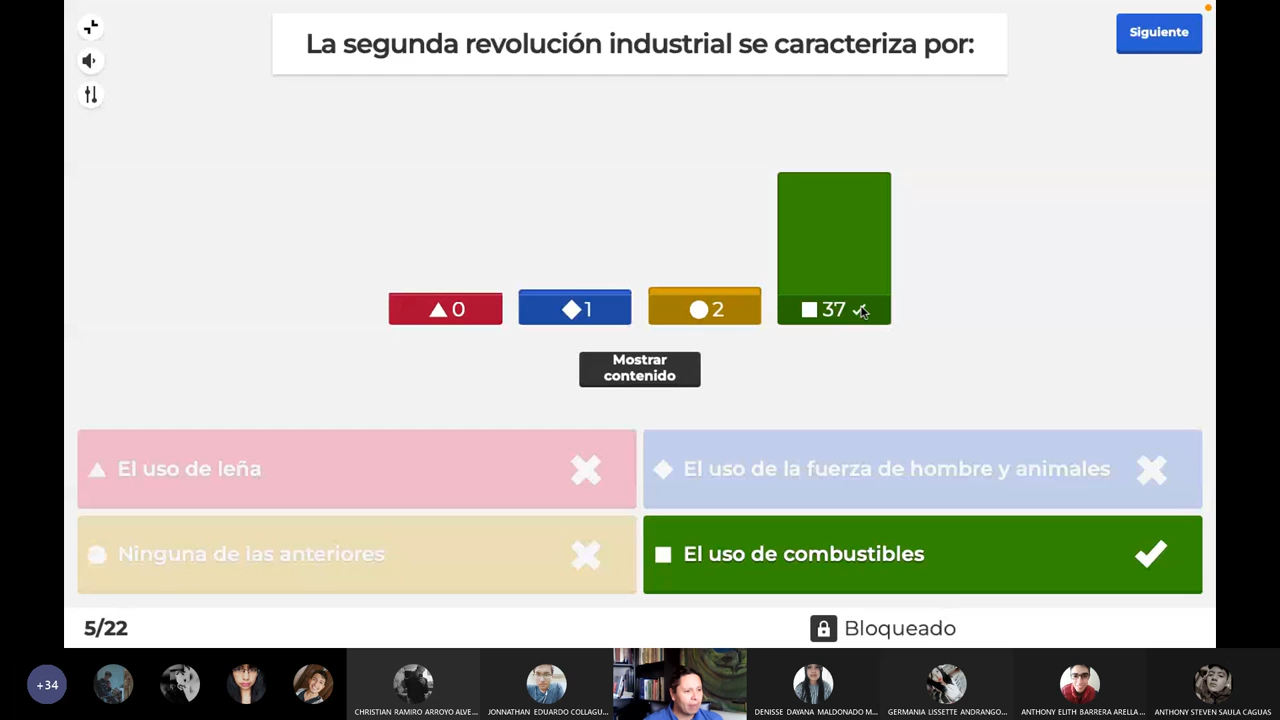 La segunda revolución industrial se caracteriza por:
Siguiente
0
1
2
37
Mostrar
contenido
El uso de leña
El uso de la fuerza de hombre y animales
Ninguna de las anteriores
El uso de combustibles
5/22
Bloqueado
+34
CHRISTIAN RAMIRO ARROYO ALVE...
JONNATHAN EDUARDO COLLAGU...
DENISSE DAYANA MALDONADO M...
GERMANIA LISSETTE ANDRANGO...
ANTHONY ELITH BARRERA ARELLA ...
ANTHONY STEVEN SAULA CAGUAS